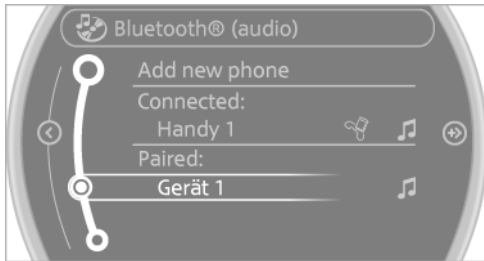 Bluetooth® (audio)
Add new phone
Connected:
Handy 1
Paired:
Gerät 1